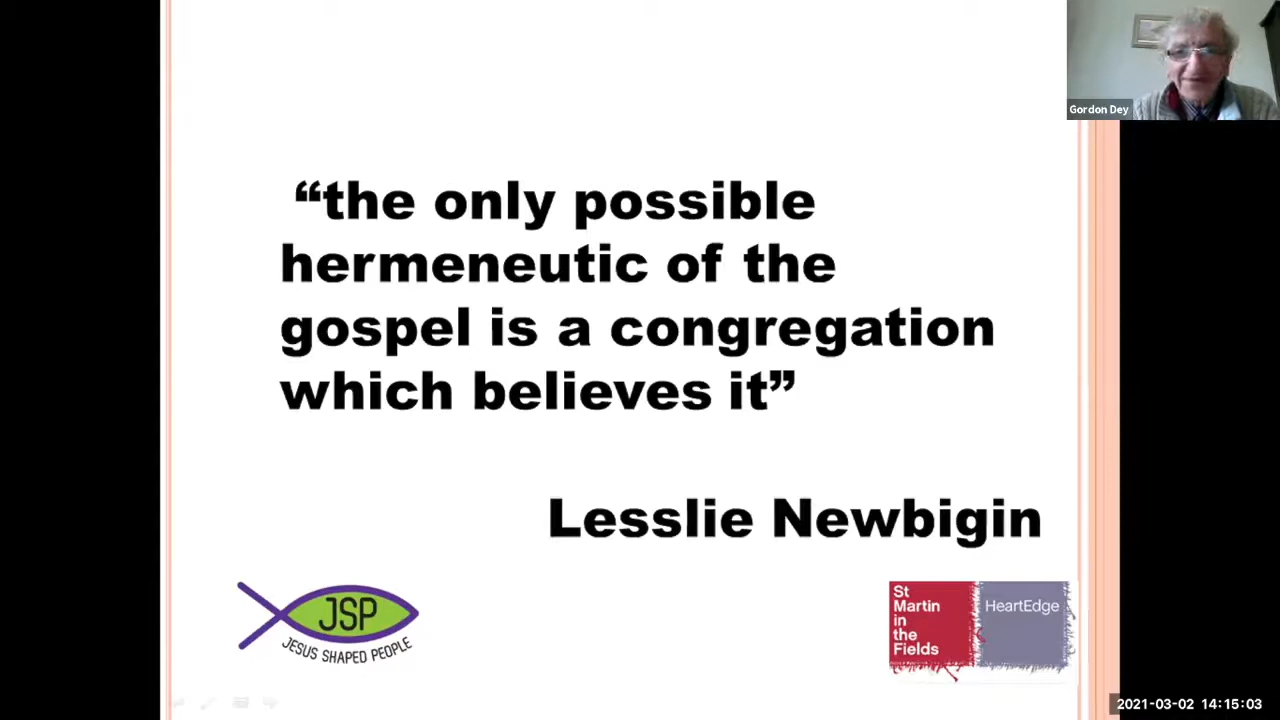 Gordon Dey
“the only possible
hermeneutic of the
gospel is a congregation
which believes it”
Lesslie Newbigin
JSP
JESUS SHAPED PEOPLE
St
Martin
in
the
Fields
HeartEdge
2021-03-02 14:15:03